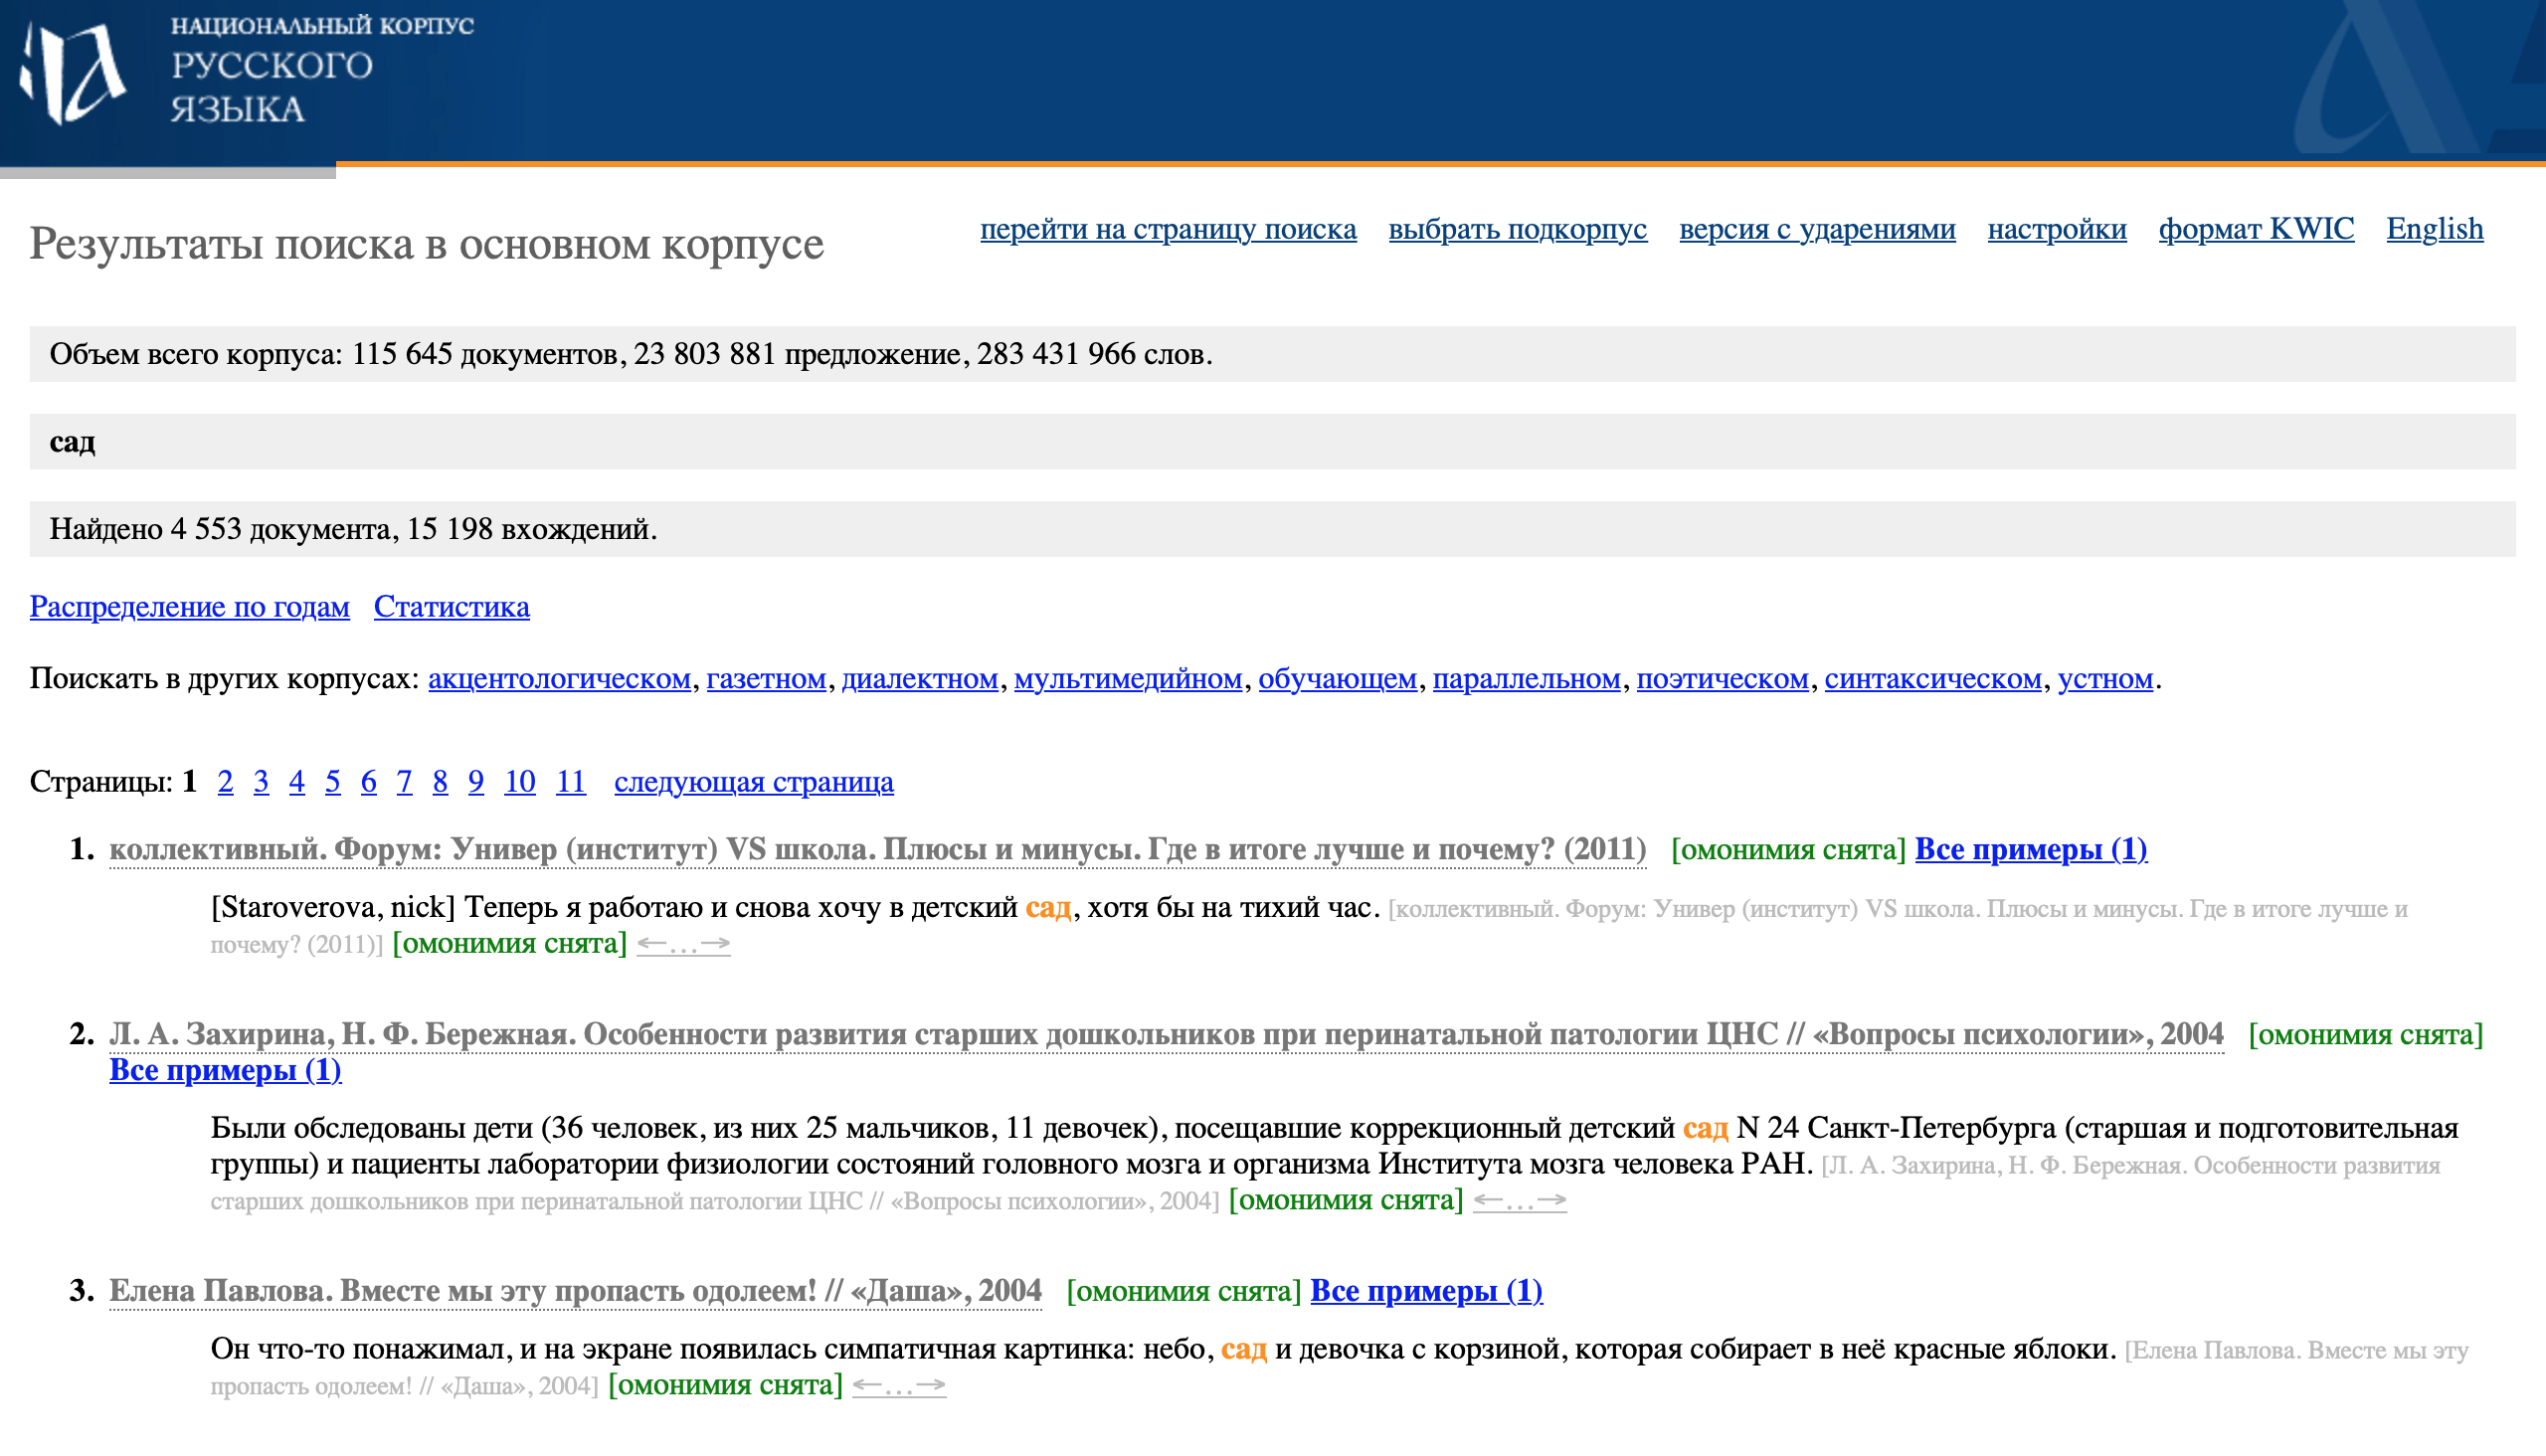 НАЦИОНАЛЬНЫЙ КОРПУС
РУССКОГО
ЯЗЫКА
Результаты поиска в основном корпусе
перейти на страницу поиска выбрать подкорпус версия с ударениями настройки формат KWIC English
Объем всего корпуса: 115 645 документов, 23 803 881 предложение, 283 431 966 слов.
сад
Найдено 4 553 документа, 15 198 вхождений.
Распределение по годам Статистика
Поискать в других корпусах: акцентологическом, газетном, диалектном, мультимедийном, обучающем, параллельном, поэтическом, синтаксическом, устном.
Страницы: 1 2 3 4 5 6 7 8 9 10 11 следующая страница
1. коллективный. Форум: Универ (институт) VS школа. Плюсы и минусы. Где в итоге лучше и почему? (2011) [омонимия снята] Все примеры (1)
[Staroverova, nick] Теперь я работаю и снова хочу в детский сад, хотя бы на тихий час. [коллективный. Форум: Универ (институт) VS школа. Плюсы и минусы. Где в итоге лучше и
почему? (2011)] [омонимия снята] ←…→
2. Л. А. Захирина, Н. Ф. Бережная. Особенности развития старших дошкольников при перинатальной патологии ЦНС // «Вопросы психологии», 2004 [омонимия снята]
Все примеры (1)
Были обследованы дети (36 человек, из них 25 мальчиков, 11 девочек), посещавшие коррекционный детский сад N 24 Санкт-Петербурга (старшая и подготовительная
группы) и пациенты лаборатории физиологии состояний головного мозга и организма Института мозга человека РАН. [Л. А. Захирина, Н. Ф. Бережная. Особенности развития
старших дошкольников при перинатальной патологии ЦНС // «Вопросы психологии», 2004] [омонимия снята] ←…→
3. Елена Павлова. Вместе мы эту пропасть одолеем! // «Даша», 2004 [омонимия снята] Все примеры (1)
Он что-то понажимал, и на экране появилась симпатичная картинка: небо, сад и девочка с корзиной, которая собирает в неё красные яблоки. [Елена Павлова. Вместе мы эту
пропасть одолеем! // «Даша», 2004] [омонимия снята] ←…→